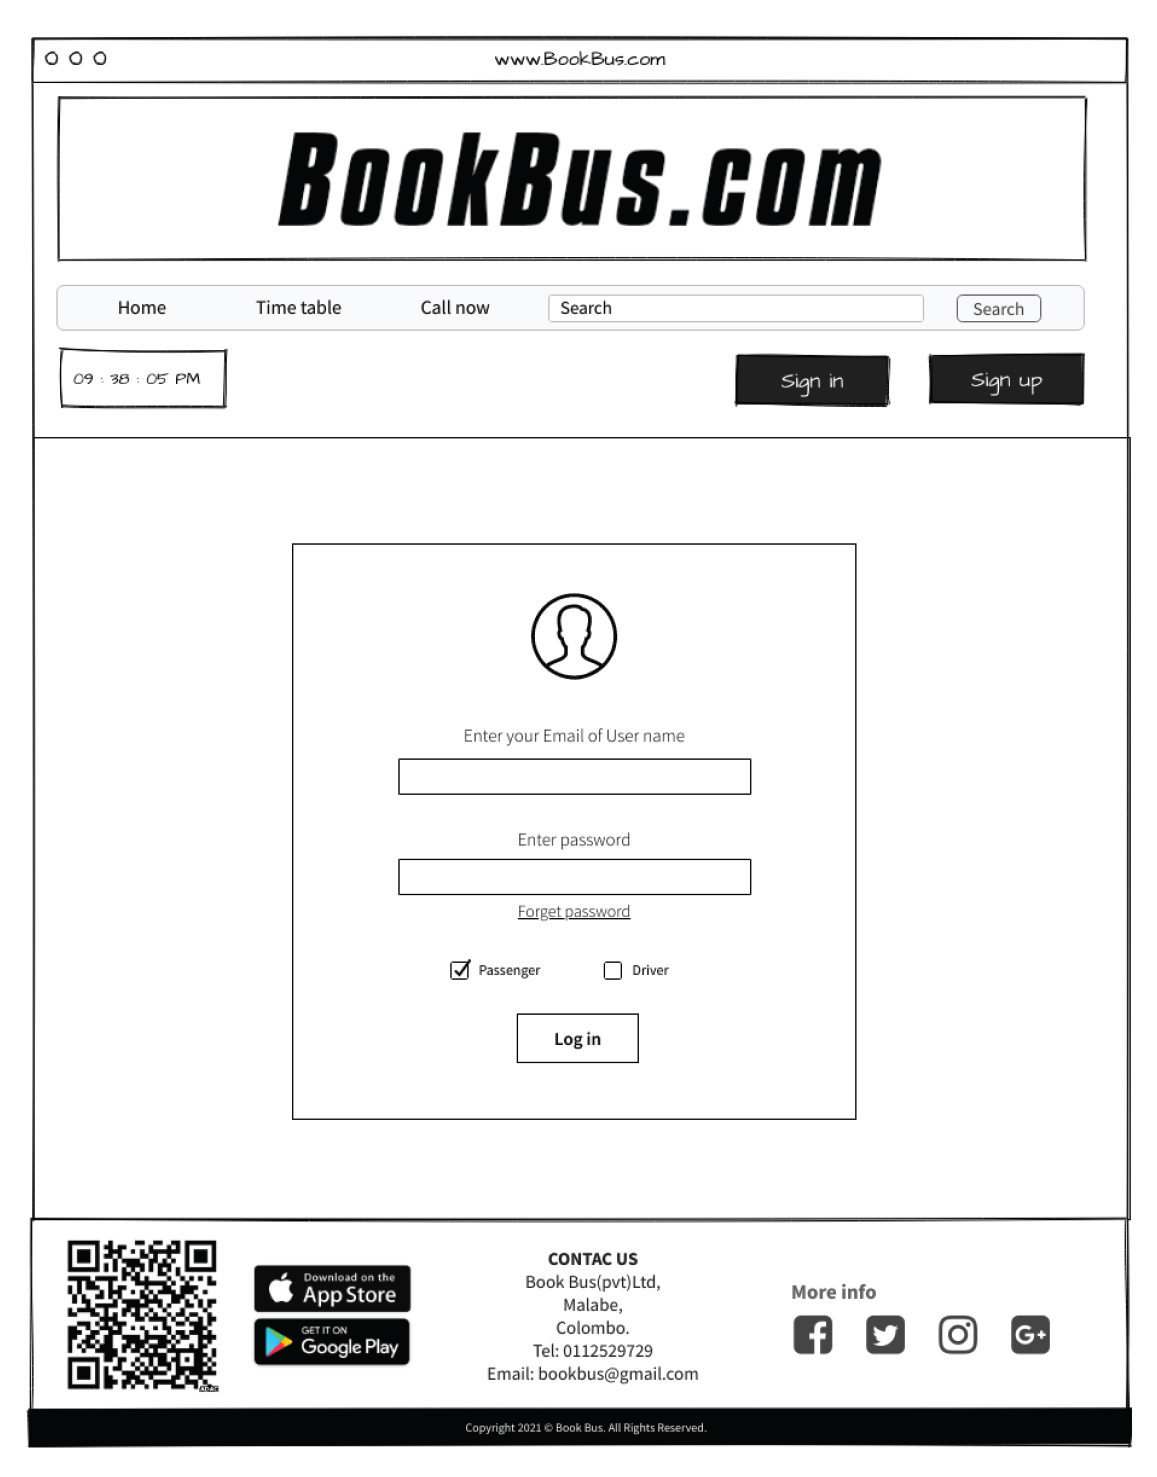 www.BookBus.com
BookBus.com
Home Time table Call now Search Search
09 : 38 : 05 PM Sign in Sign up
Enter your Email of User name
Enter password
Forget password
Passenger Driver
Log in
Download on the
App Store
GET IT ON
Google Play
CONTAC US
Book Bus(pvt)Ltd,
Malabe,
Colombo.
Tel: 0112529729
Email: bookbus@gmail.com
More info
Copyright 2021 © Book Bus. All Rights Reserved.